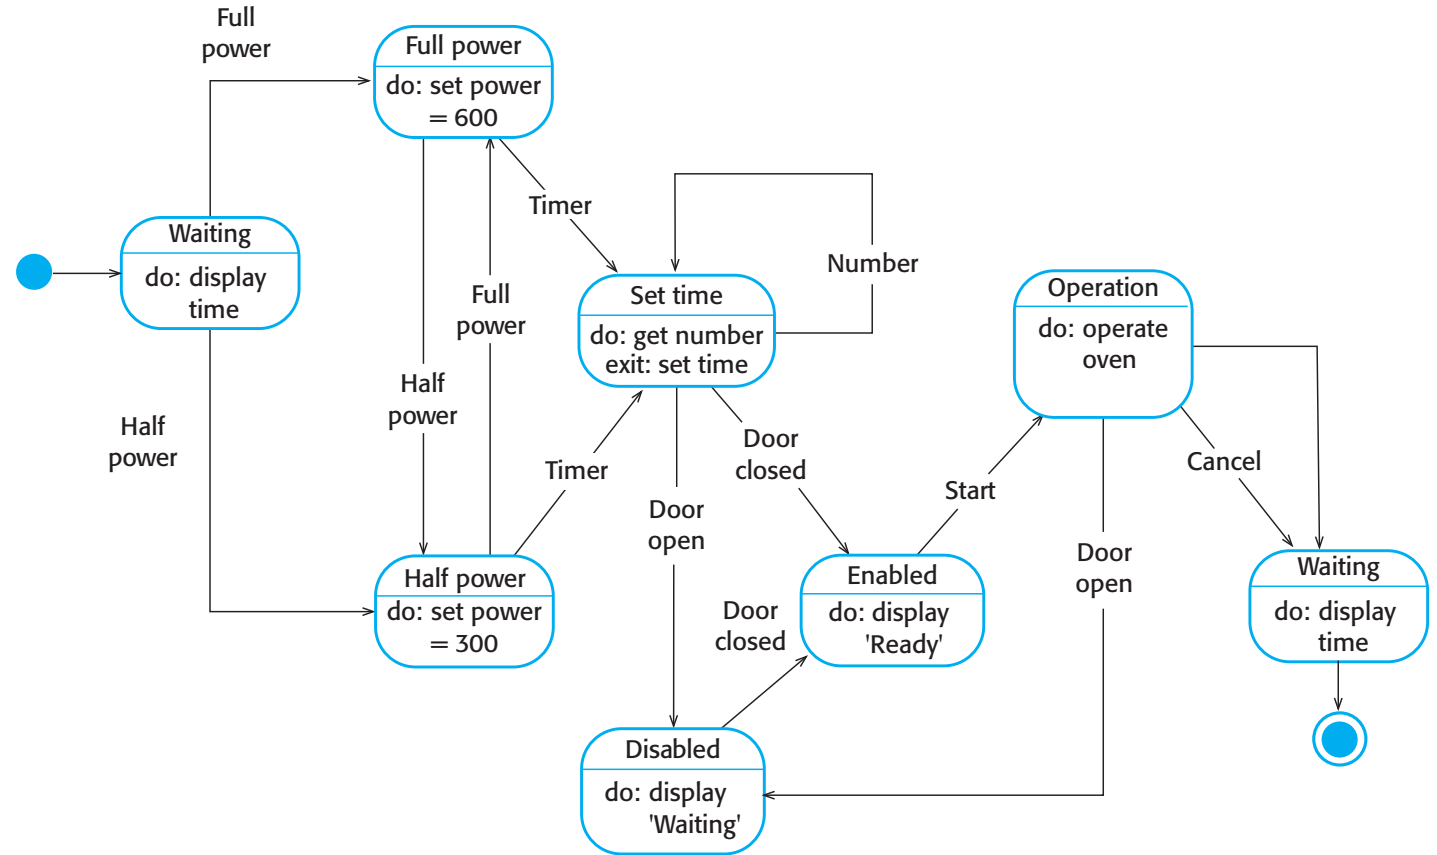 Full
power
Full power
do: set power
= 600
Timer
Waiting
do: display
time
Number
Full
power
Set time
do: get number
exit: set time
Operation
do: operate
oven
Half
power
Half
power
Timer
Door
closed
Door
open
Start
Cancel
Door
open
Half power
do: set power
= 300
Enabled
do: display
'Ready'
Door
closed
Waiting
do: display
time
Disabled
do: display
'Waiting'